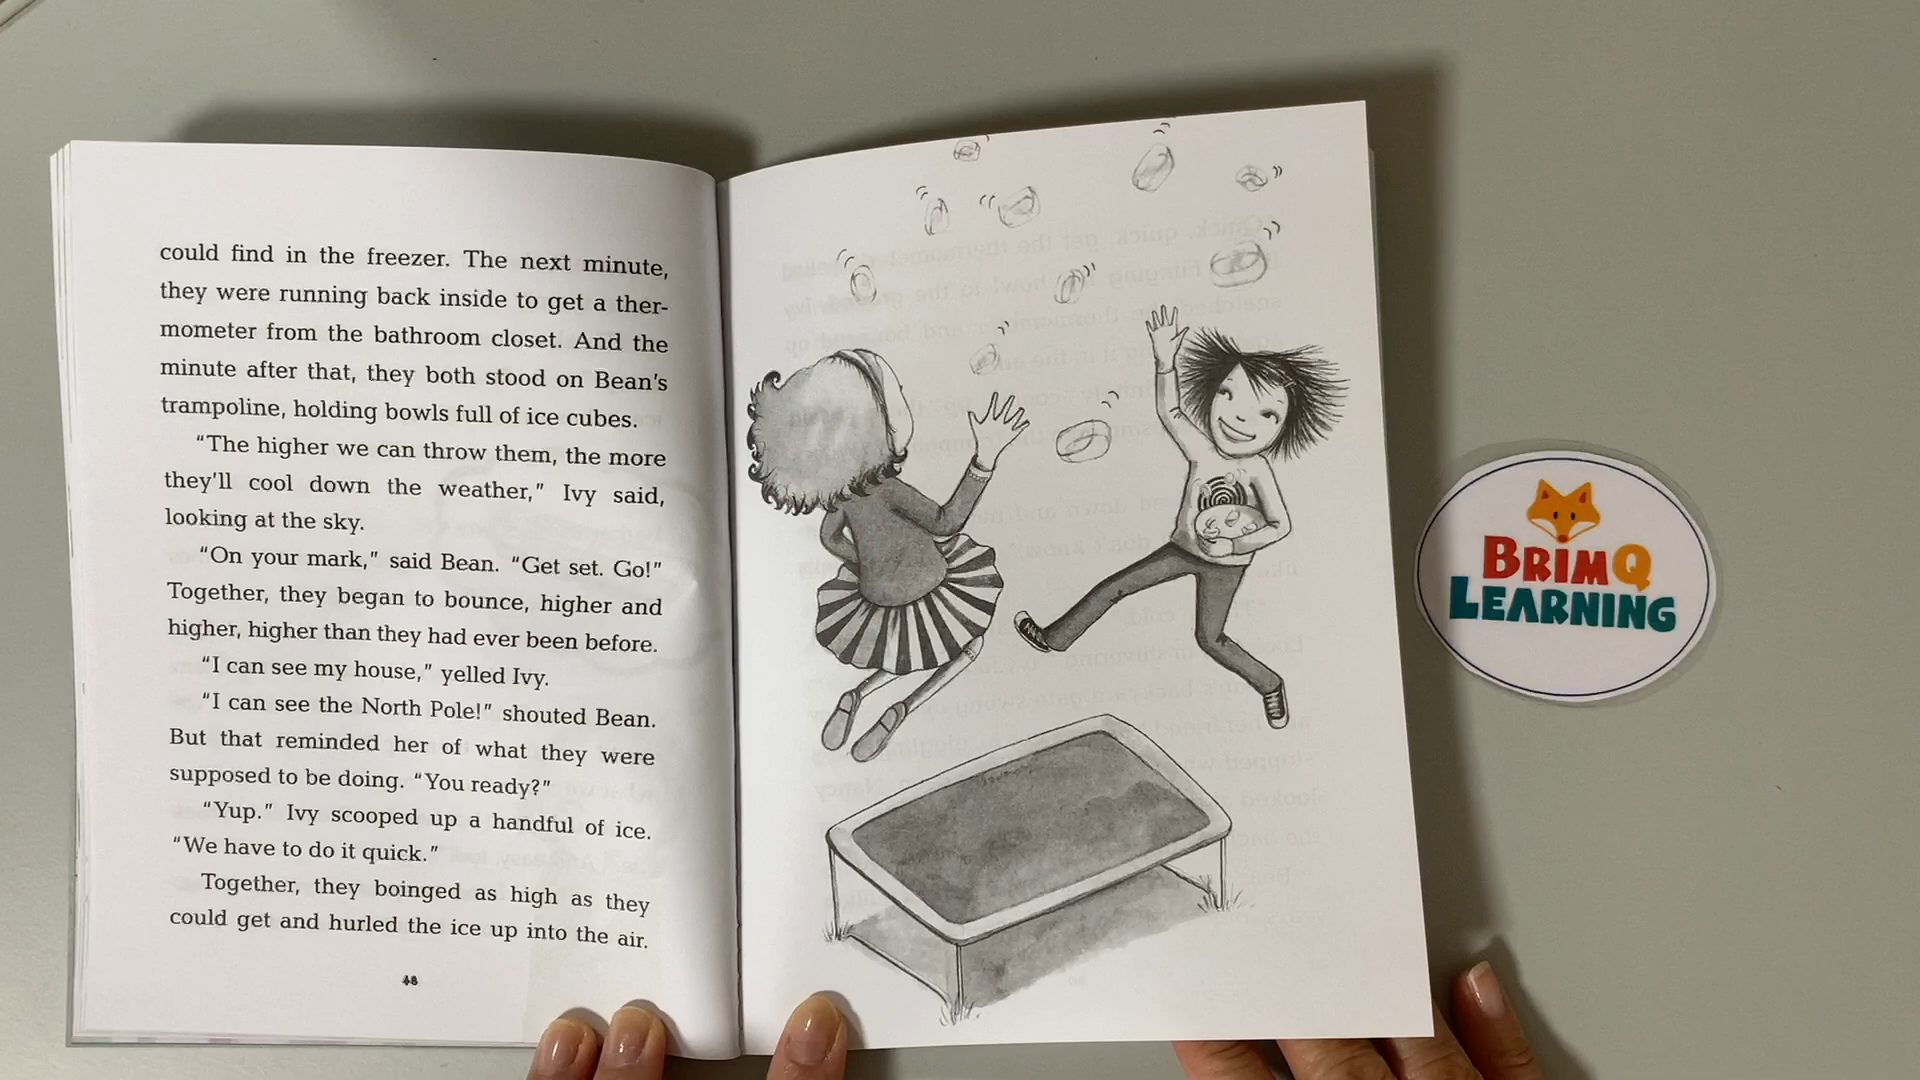 could find in the freezer. The next minute,
they were running back inside to get a ther-
mometer from the bathroom closet. And the
minute after that, they both stood on Bean’s
trampoline, holding bowls full of ice cubes.
“The higher we can throw them, the more
they’ll cool down the weather,” Ivy said,
looking at the sky.
“On your mark,” said Bean. “Get set. Go!”
Together, they began to bounce, higher and
higher, higher than they had ever been before.
“I can see my house,” yelled Ivy.
“I can see the North Pole!” shouted Bean.
But that reminded her of what they were
supposed to be doing. “You ready?”
“Yup.” Ivy scooped up a handful of ice.
“We have to do it quick.”
Together, they boinged as high as they
could get and hurled the ice up into the air.
48
BRIMQ
LEARNING